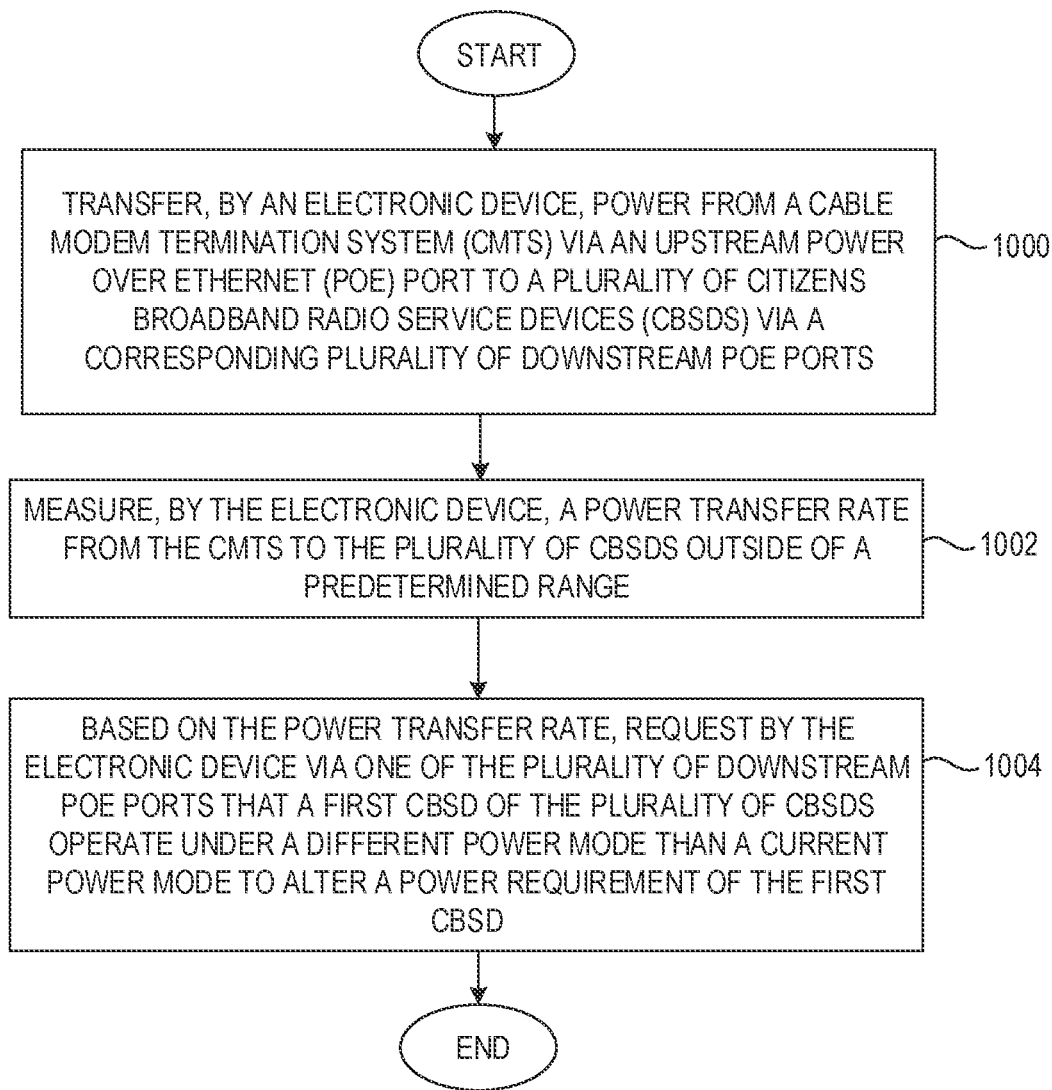 START
TRANSFER, BY AN ELECTRONIC DEVICE, POWER FROM A CABLE
MODEM TERMINATION SYSTEM (CMTS) VIA AN UPSTREAM POWER
OVER ETHERNET (POE) PORT TO A PLURALITY OF CITIZENS
BROADBAND RADIO SERVICE DEVICES (CBSDS) VIA A
CORRESPONDING PLURALITY OF DOWNSTREAM POE PORTS
1000
MEASURE, BY THE ELECTRONIC DEVICE, A POWER TRANSFER RATE
FROM THE CMTS TO THE PLURALITY OF CBSDS OUTSIDE OF A
PREDETERMINED RANGE
1002
BASED ON THE POWER TRANSFER RATE, REQUEST BY THE
ELECTRONIC DEVICE VIA ONE OF THE PLURALITY OF DOWNSTREAM
POE PORTS THAT A FIRST CBSD OF THE PLURALITY OF CBSDS
OPERATE UNDER A DIFFERENT POWER MODE THAN A CURRENT
POWER MODE TO ALTER A POWER REQUIREMENT OF THE FIRST
CBSD
1004
END